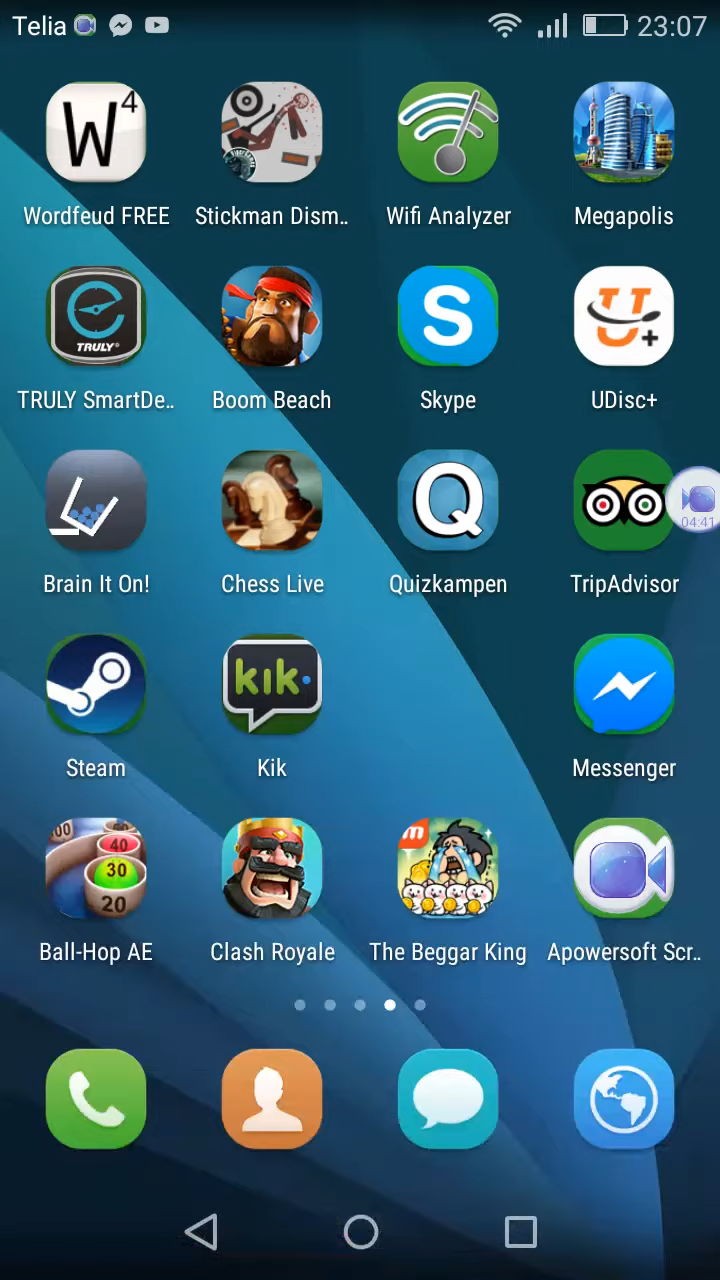 Telia 23:07
W4
Wordfeud FREE Stickman Dism.. Wifi Analyzer Megapolis
TRULY
S
U+
TRULY SmartDe.. Boom Beach Skype UDisc+
Q
04:41
Brain It On! Chess Live Quizkampen TripAdvisor
kik
Steam Kik Messenger
00 40 30 20
m
Ball-Hop AE Clash Royale The Beggar King Apowersoft Scr..